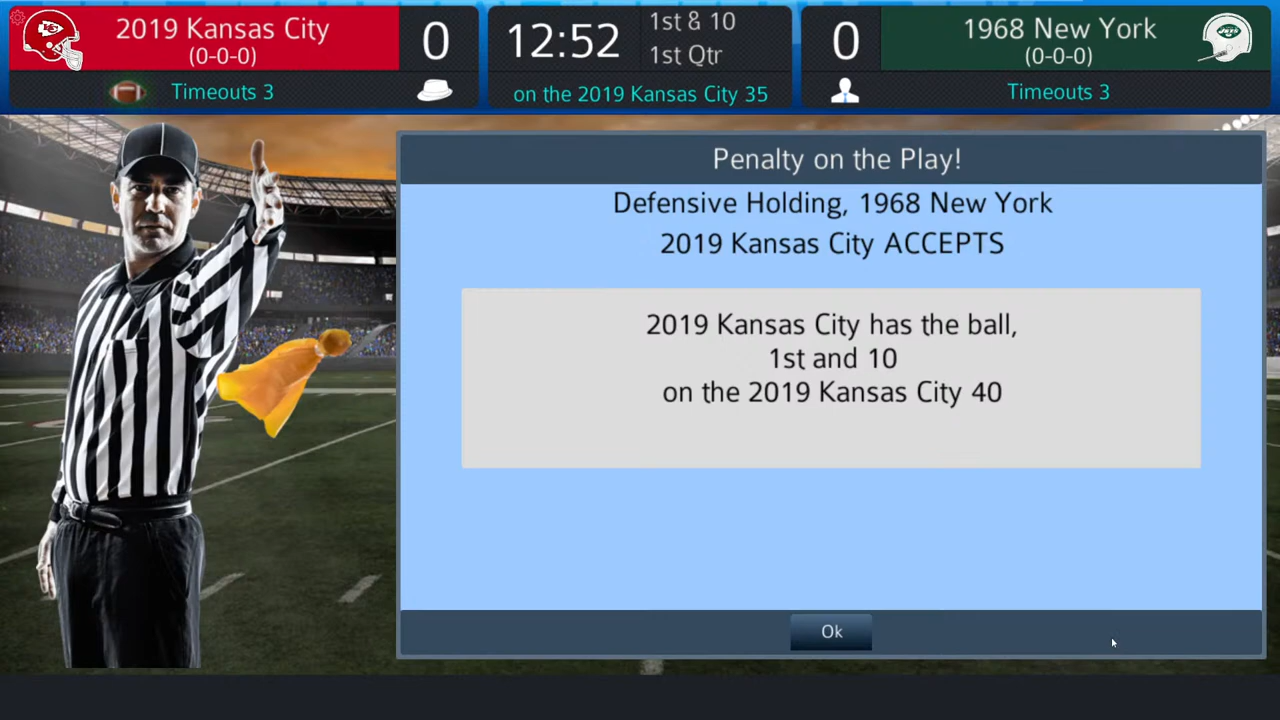 2019 Kansas City
(0-0-0)
Timeouts 3
0
12:52
1st & 10
1st Qtr
on the 2019 Kansas City 35
0
1968 New York
(0-0-0)
Timeouts 3
Penalty on the Play!
Defensive Holding, 1968 New York
2019 Kansas City ACCEPTS
2019 Kansas City has the ball,
1st and 10
on the 2019 Kansas City 40
Ok